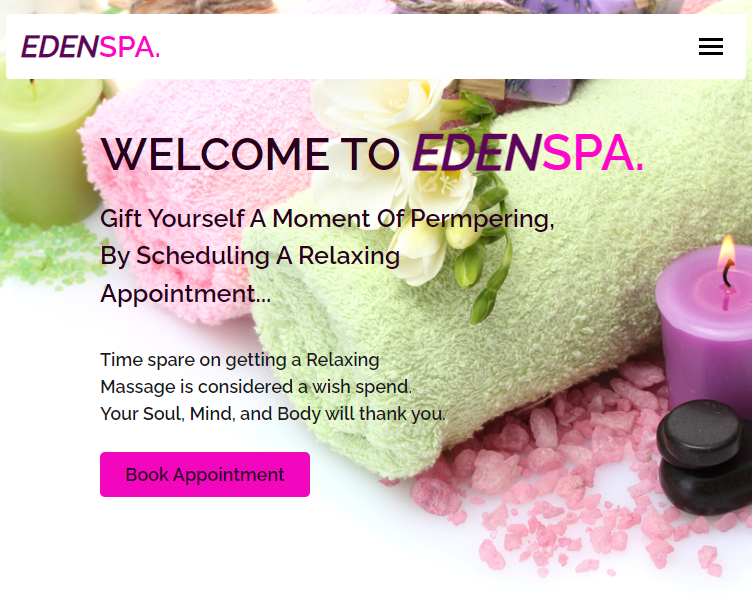 EDENSPA.
WELCOME TO EDENSPA.
Gift Yourself A Moment Of Permpering,
By Scheduling A Relaxing
Appointment...
Time spare on getting a Relaxing
Massage is considered a wish spend.
Your Soul, Mind, and Body will thank you.
Book Appointment